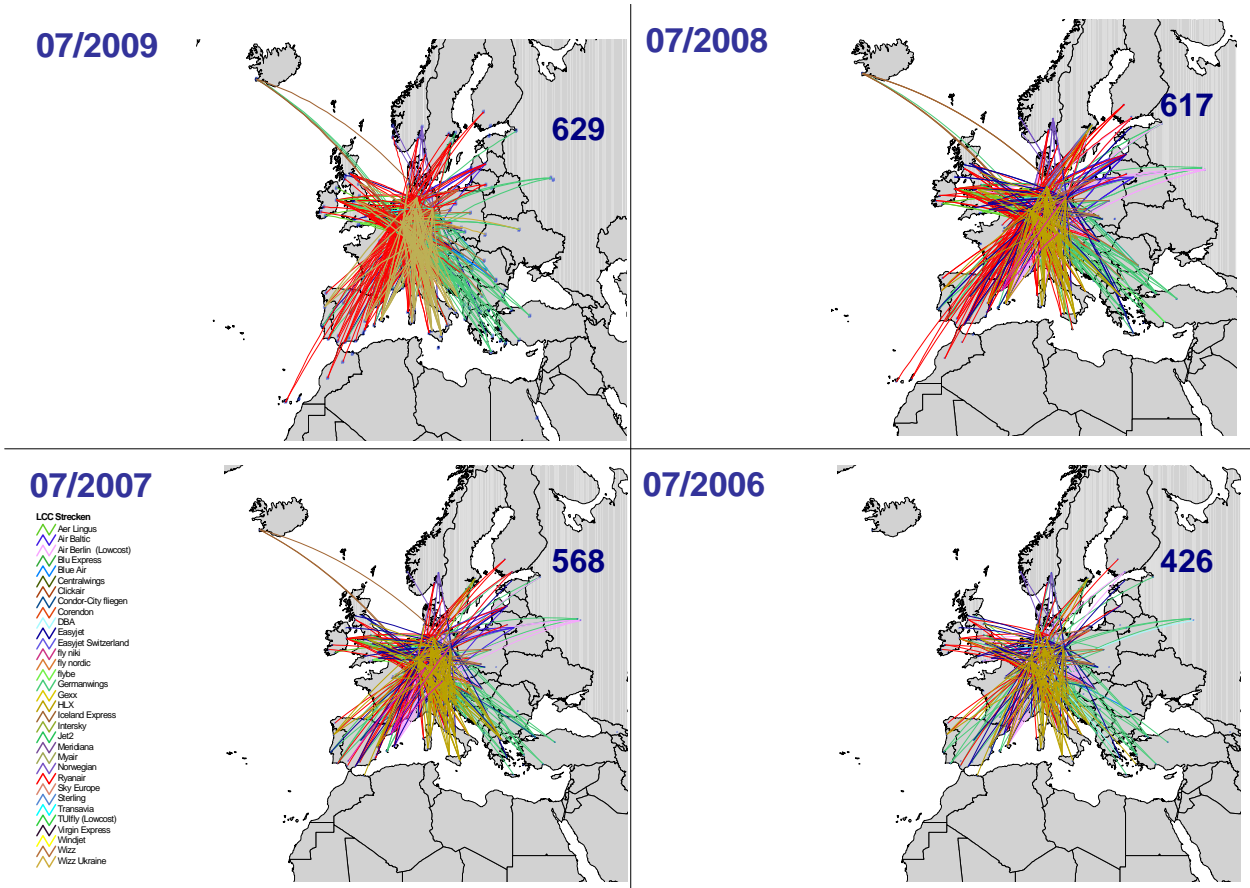 07/2009
629
07/2008
617
07/2007
568
LCC Strecken
Aer Lingus
Air Baltic
Air Berlin (Lowcost)
Blu Express
Blue Air
Centralwings
Clickair
Condor-City fliegen
Corendon
DBA
Easyjet
Easyjet Switzerland
fly niki
fly nordic
flybe
Germanwings
Gexx
HLX
Iceland Express
Intersky
Jet2
Meridiana
Myair
Norwegian
Ryanair
Sky Europe
Sterling
Transavia
TUIfly (Lowcost)
Virgin Express
Windjet
Wizz
Wizz Ukraine
07/2006
426